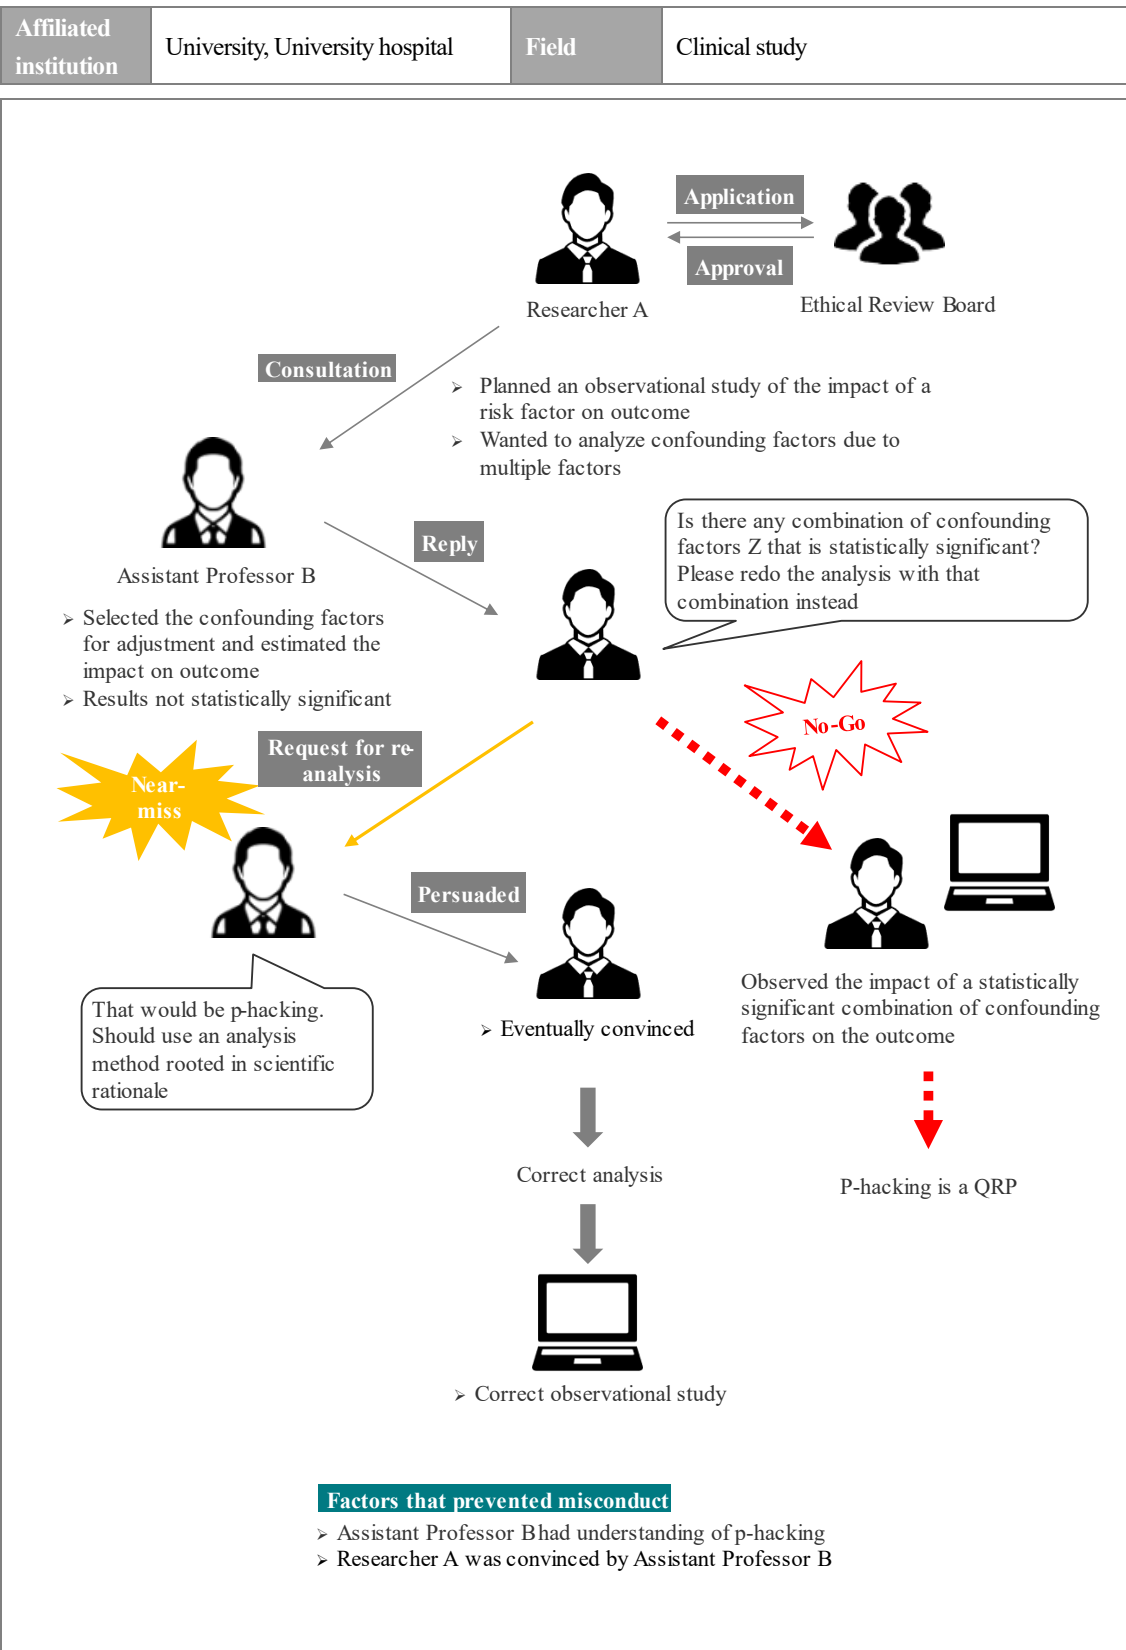 Affiliated
institution
University, University hospital
Field
Clinical study
Application
Approval
Researcher A
Ethical Review Board
Consultation
➢ Planned an observational study of the impact of a
risk factor on outcome
➢ Wanted to analyze confounding factors due to
multiple factors
Assistant Professor B
➢ Selected the confounding factors
for adjustment and estimated the
impact on outcome
➢ Results not statistically significant
Reply
Is there any combination of confounding
factors Z that is statistically significant?
Please redo the analysis with that
combination instead
No-Go
Request for re-
analysis
Near-
miss
Persuaded
That would be p-hacking.
Should use an analysis
method rooted in scientific
rationale
➢ Eventually convinced
Observed the impact of a statistically
significant combination of confounding
factors on the outcome
Correct analysis
P-hacking is a QRP
➢ Correct observational study
Factors that prevented misconduct
➢ Assistant Professor B had understanding of p-hacking
➢ Researcher A was convinced by Assistant Professor B